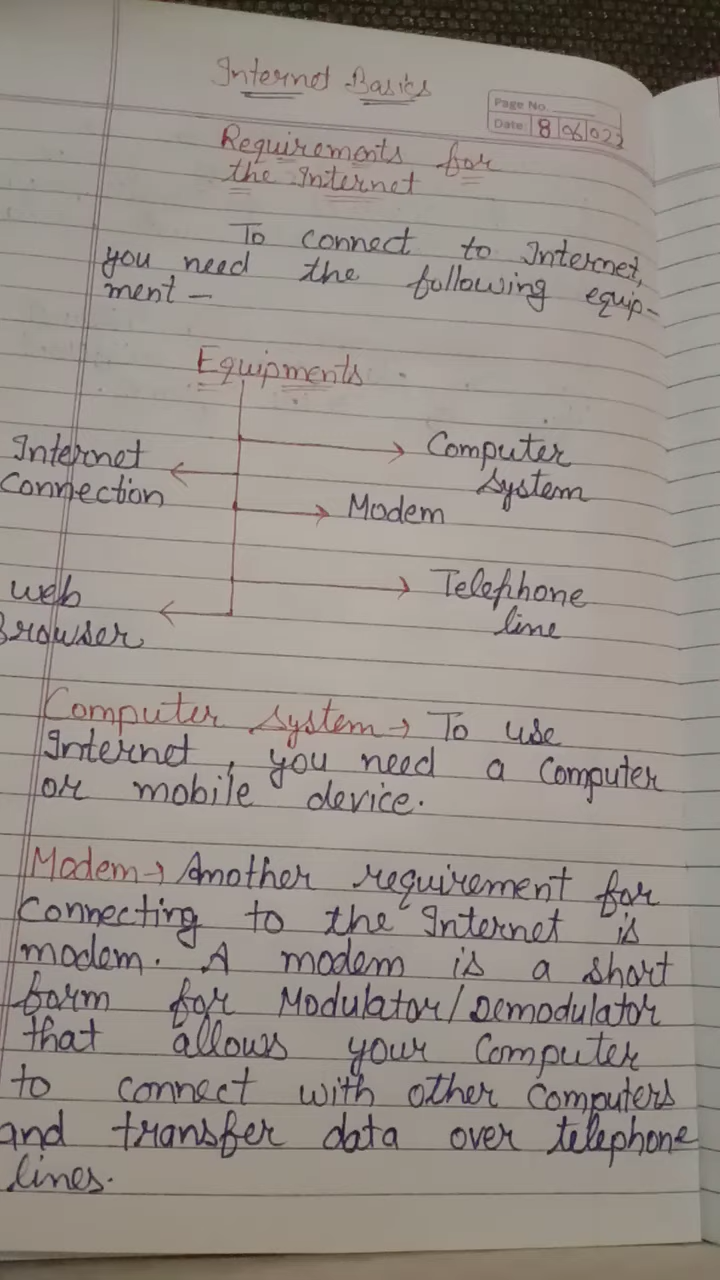 Internet Basics
Page No.
Date: 8/06/022
Requirements for
the Internet
To connect to Internet,
you need the following equip-
ment -
Equipments
Computer
System
Internet
Connection
Modem
Telephone
line
web
Browser
Computer System → To use
Internet, you need a Computer
or mobile device.
Modem → Another requirement for
connecting to the Internet is
modem. A modem is a short
form for Modulator/Demodulator
that allows your Computer
to connect with other Computers
and transfer data over telephone
lines.